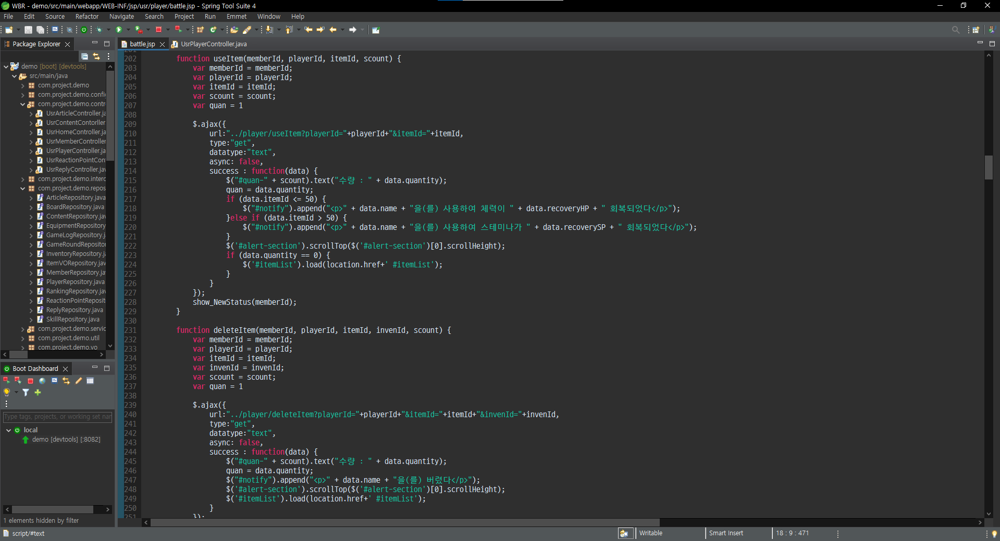 WBR - demo/src/main/webapp/WEB-INF/jsp/usr/player/battle.jsp - Spring Tool Suite 4
File Edit Source Refactor Navigate Search Project Run Emmet Window Help
Package Explorer
battle.jsp
UsrPlayerController.java
demo [boot] [devtools]
src/main/java
com.project.demo
com.project.demo.confi
com.project.demo.contr
UsrArticleController.ja
UsrContentContorller
UsrHomeController.ja
UsrMemberController
UsrPlayerController.ja
UsrReactionPointCon
UsrReplyController.jav
com.project.demo.interc
com.project.demo.repos
ArticleRepository.java
BoardRepository.java
ContentRepository.jav
EquipmentRepository
GameLogRepository.j
GameRoundRepositor
InventoryRepository.ja
ItemVORepository.jav
MemberRepository.ja
PlayerRepository.java
RankingRepository.jav
ReactionPointReposit
ReplyRepository.java
SkillRepository.java
com.project.demo.servic
com.project.demo.util
com.project.demo.vo
Boot Dashboard
Type tags, projects, or working set nar
local
demo [devtools] [:8082]
1 elements hidden by filter
201
202 function useItem(memberId, playerId, itemId, scount) {
203 var memberId = memberId;
204 var playerId = playerId;
205 var itemId = itemId;
206 var scount = scount;
207 var quan = 1
208
209 $.ajax({
210 url:"../player/useItem?playerId="+playerId+"&itemId="+itemId,
211 type:"get",
212 datatype:"text",
213 async: false,
214 success : function(data) {
215 $("#quan-" + scount).text("수량 : " + data.quantity);
216 quan = data.quantity;
217 if (data.itemId <= 50) {
218 $("#notify").append("<p>" + data.name + "을(를) 사용하여 체력이 " + data.recoveryHP + " 회복되었다</p>");
219 }else if (data.itemId > 50) {
220 $("#notify").append("<p>" + data.name + "을(를) 사용하여 스테미나가 " + data.recoverySP + " 회복되었다</p>");
221 }
222 $('#alert-section').scrollTop($('#alert-section')[0].scrollHeight);
223 if (data.quantity == 0) {
224 $('#itemList').load(location.href+' #itemList');
225 }
226 }
227 });
228 show_NewStatus(memberId);
229 }
230
231 function deleteItem(memberId, playerId, itemId, invenId, scount) {
232 var memberId = memberId;
233 var playerId = playerId;
234 var itemId = itemId;
235 var invenId = invenId;
236 var scount = scount;
237 var quan = 1
238
239 $.ajax({
240 url:"../player/deleteItem?playerId="+playerId+"&itemId="+itemId+"&invenId="+invenId,
241 type:"get",
242 datatype:"text",
243 async: false,
244 success : function(data) {
245 $("#quan-" + scount).text("수량 : " + data.quantity);
246 quan = data.quantity;
247 $("#notify").append("<p>" + data.name + "을(를) 버렸다</p>");
248 $('#alert-section').scrollTop($('#alert-section')[0].scrollHeight);
249 $('#itemList').load(location.href+' #itemList');
250 }
251 });
script/#text
Writable
Smart Insert
18 : 9 : 471